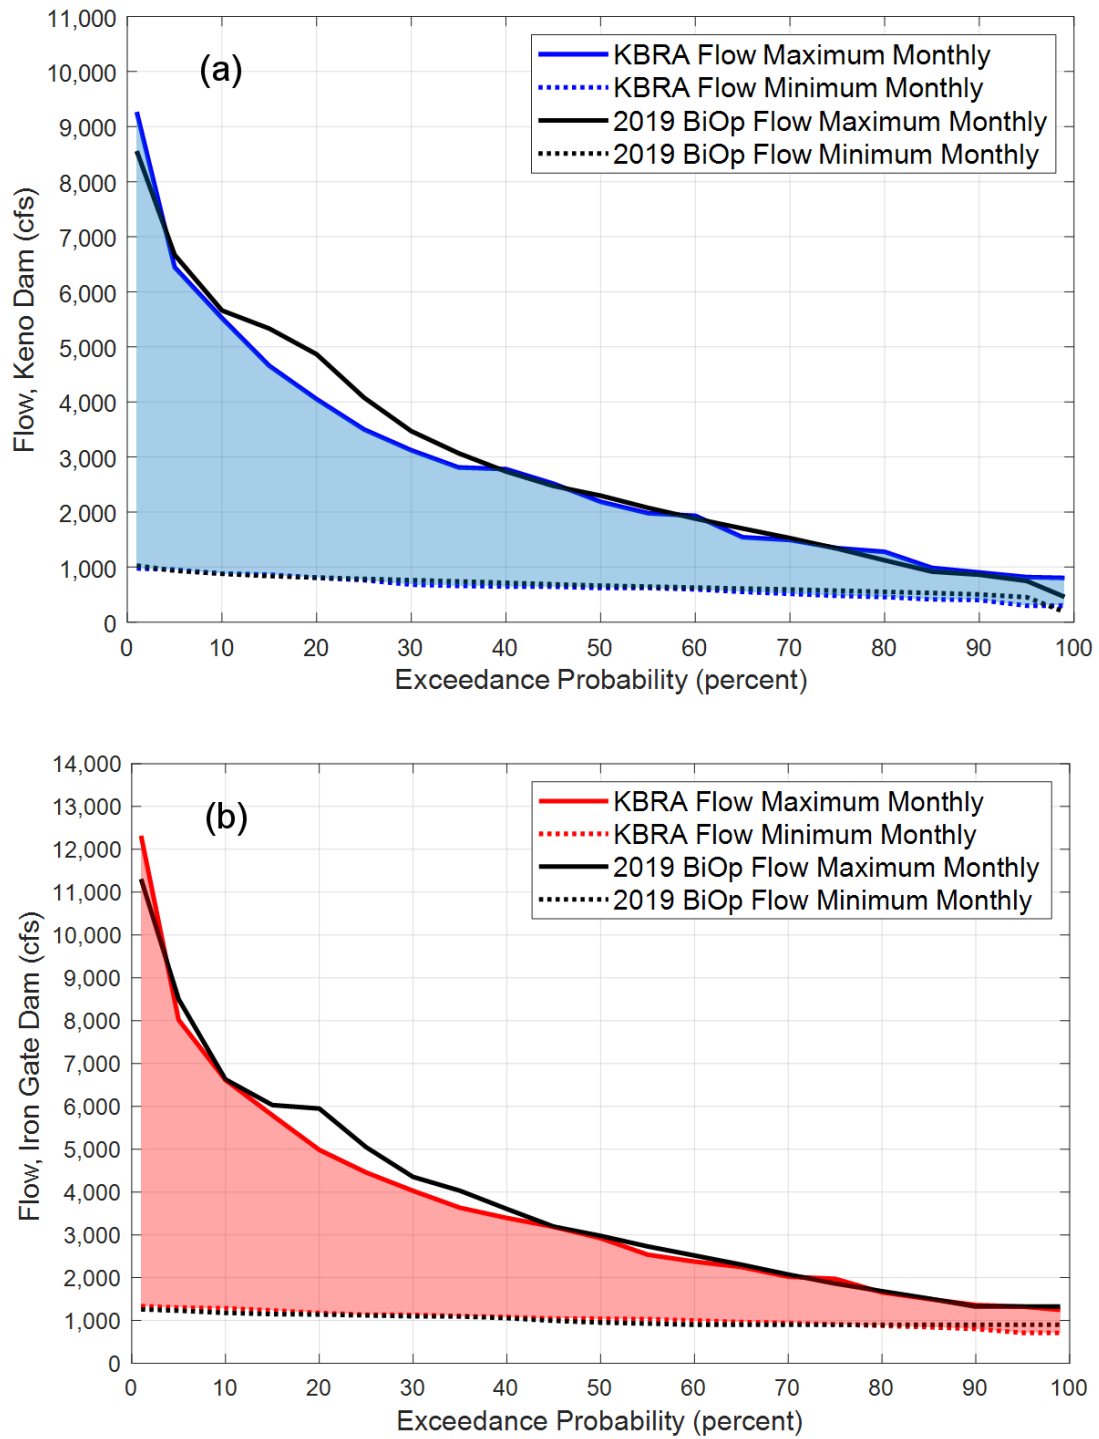 11,000
10,000
9,000
8,000
7,000
6,000
5,000
4,000
3,000
2,000
1,000
0
Flow, Keno Dam (cfs)
(a)
KBRA Flow Maximum Monthly
KBRA Flow Minimum Monthly
2019 BiOp Flow Maximum Monthly
2019 BiOp Flow Minimum Monthly
0 10 20 30 40 50 60 70 80 90 100
Exceedance Probability (percent)
14,000
13,000
12,000
11,000
10,000
9,000
8,000
7,000
6,000
5,000
4,000
3,000
2,000
1,000
0
Flow, Iron Gate Dam (cfs)
(b)
KBRA Flow Maximum Monthly
KBRA Flow Minimum Monthly
2019 BiOp Flow Maximum Monthly
2019 BiOp Flow Minimum Monthly
0 10 20 30 40 50 60 70 80 90 100
Exceedance Probability (percent)